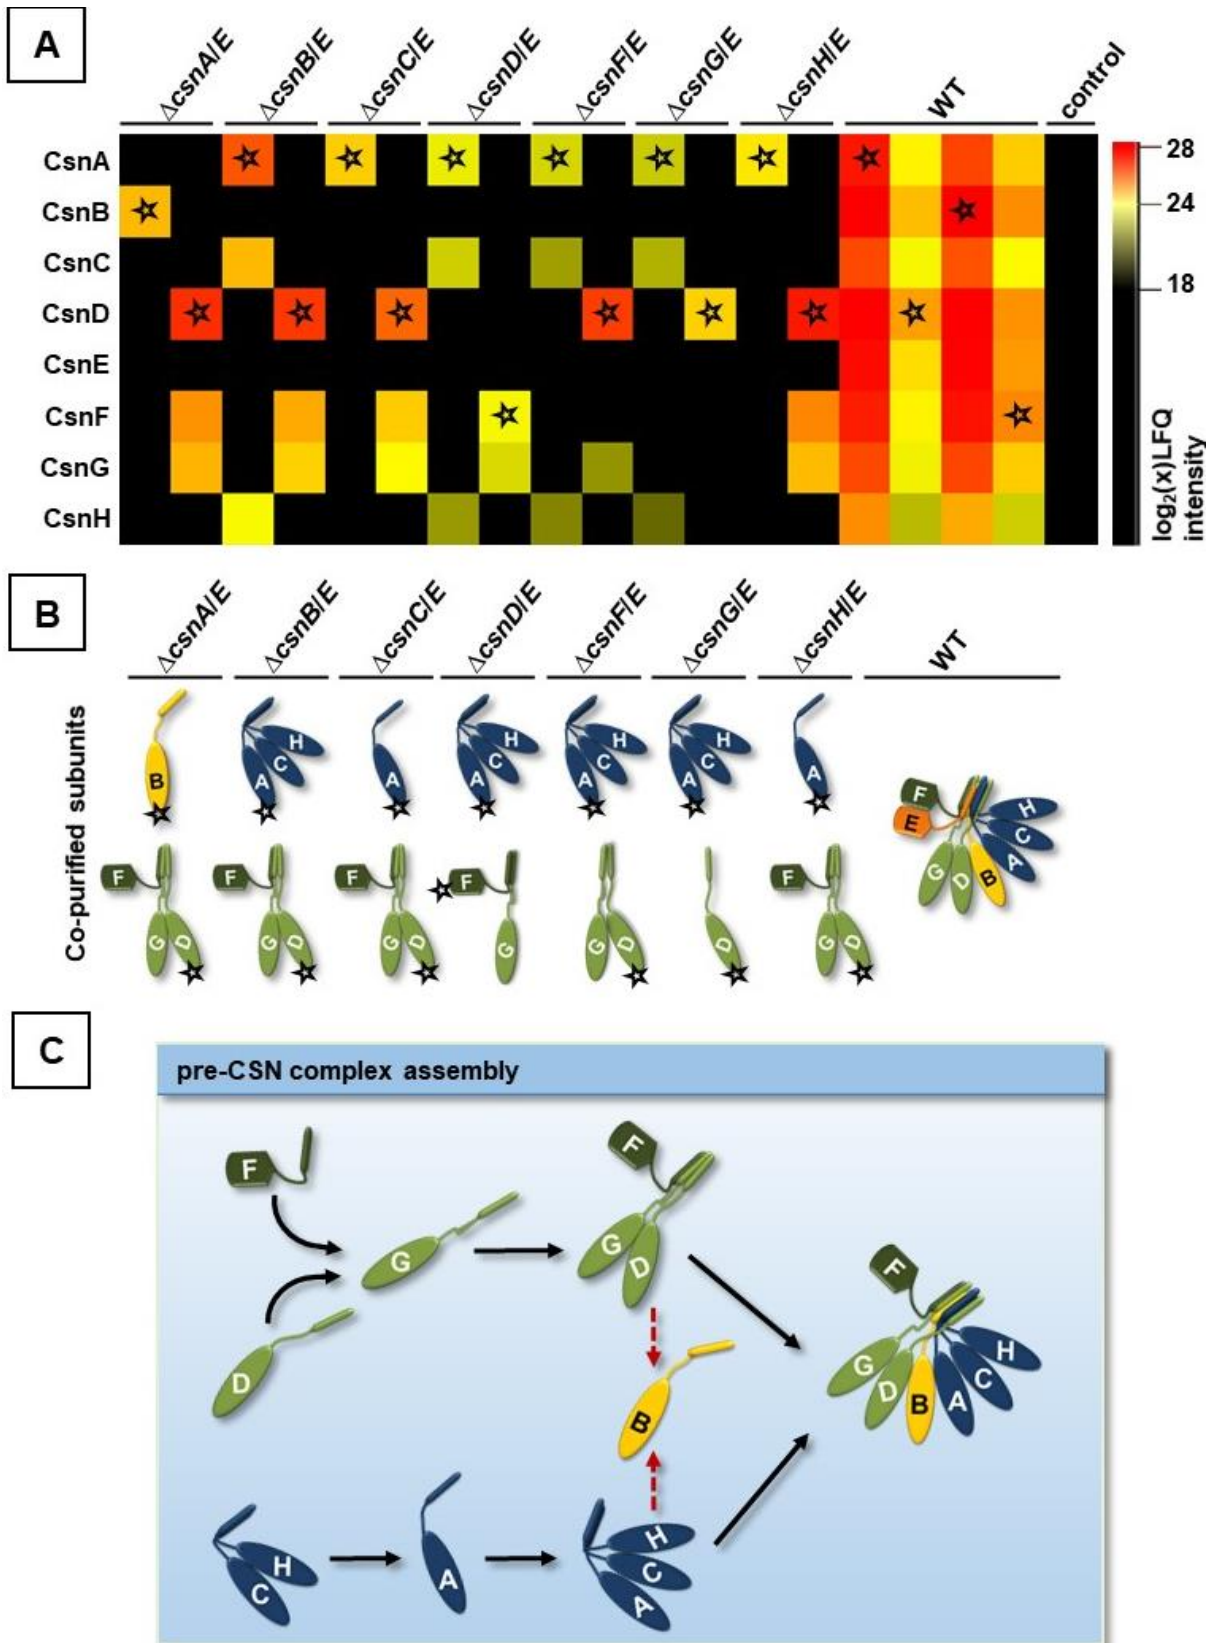 A
ΔcsnA/E ΔcsnB/E ΔcsnC/E ΔcsnD/E ΔcsnF/E ΔcsnG/E ΔcsnH/E WT control
CsnA
CsnB
CsnC
CsnD
CsnE
CsnF
CsnG
CsnH
28
24
18
log₂(x)LFQ
intensity
B
ΔcsnA/E ΔcsnB/E ΔcsnC/E ΔcsnD/E ΔcsnF/E ΔcsnG/E ΔcsnH/E WT
Co-purified subunits
B
A C H
A
A C H
A C H
A C H
A
F G D
F G D
F G D
F G
G D
D
F G D
F E G D B A C H
C
pre-CSN complex assembly
F
G
D
F
G
D
B
F
G D B A C H
H
C
A
H
C
A